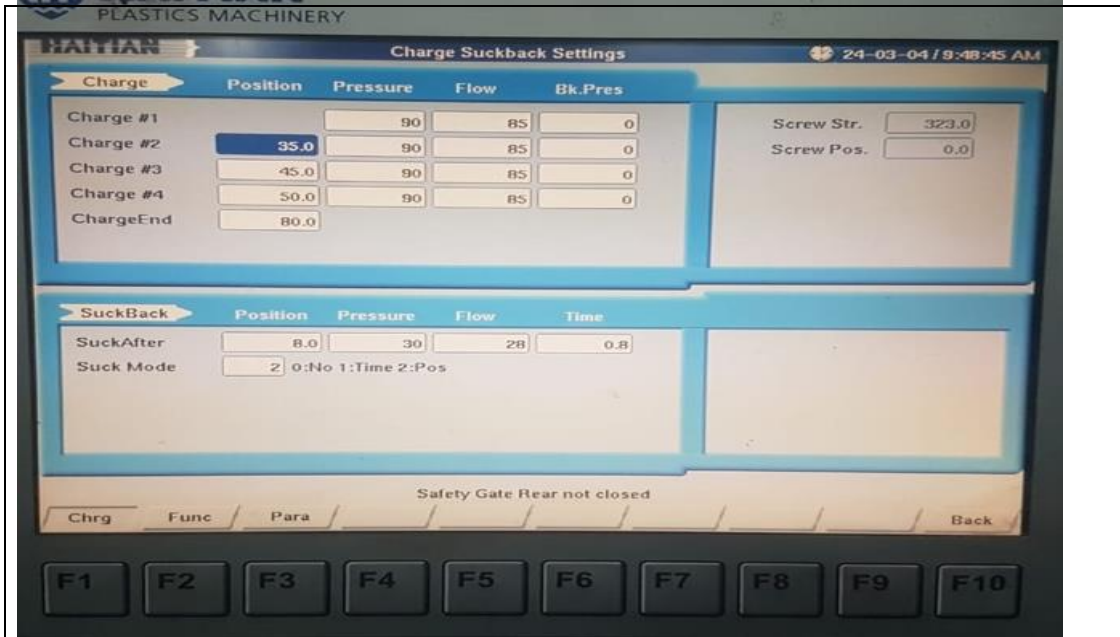 PLASTICS MACHINERY
HAITIAN
Charge Suckback Settings
24-03-04 / 9:48:45 AM
Charge Position Pressure Flow Bk.Pres
Charge #1 90 85 0
Charge #2 35.0 90 85 0
Charge #3 45.0 90 85 0
Charge #4 50.0 90 85 0
ChargeEnd 80.0
Screw Str. 323.0
Screw Pos. 0.0
SuckBack Position Pressure Flow Time
SuckAfter 8.0 30 28 0.8
Suck Mode 2 0:No 1:Time 2:Pos
Safety Gate Rear not closed
Chrg Func Para Back
F1 F2 F3 F4 F5 F6 F7 F8 F9 F10